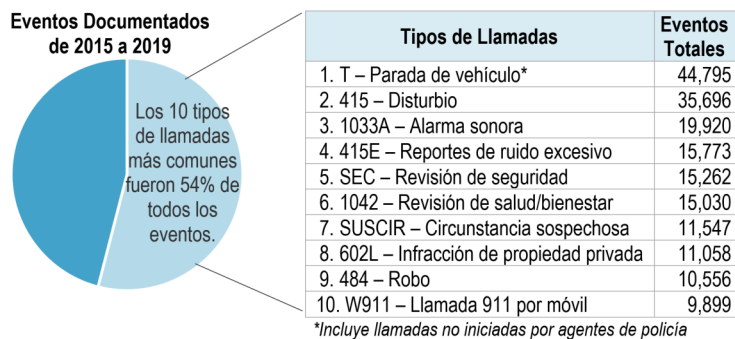 Eventos Documentados
de 2015 a 2019
Los 10 tipos
de llamadas
más comunes
fueron 54% de
todos los
eventos.
Tipos de Llamadas Eventos Totales
1. T – Parada de vehículo* 44,795
2. 415 – Disturbio 35,696
3. 1033A – Alarma sonora 19,920
4. 415E – Reportes de ruido excesivo 15,773
5. SEC – Revisión de seguridad 15,262
6. 1042 – Revisión de salud/bienestar 15,030
7. SUSCIR – Circunstancia sospechosa 11,547
8. 602L – Infracción de propiedad privada 11,058
9. 484 – Robo 10,556
10. W911 – Llamada 911 por móvil 9,899
*Incluye llamadas no iniciadas por agentes de policía